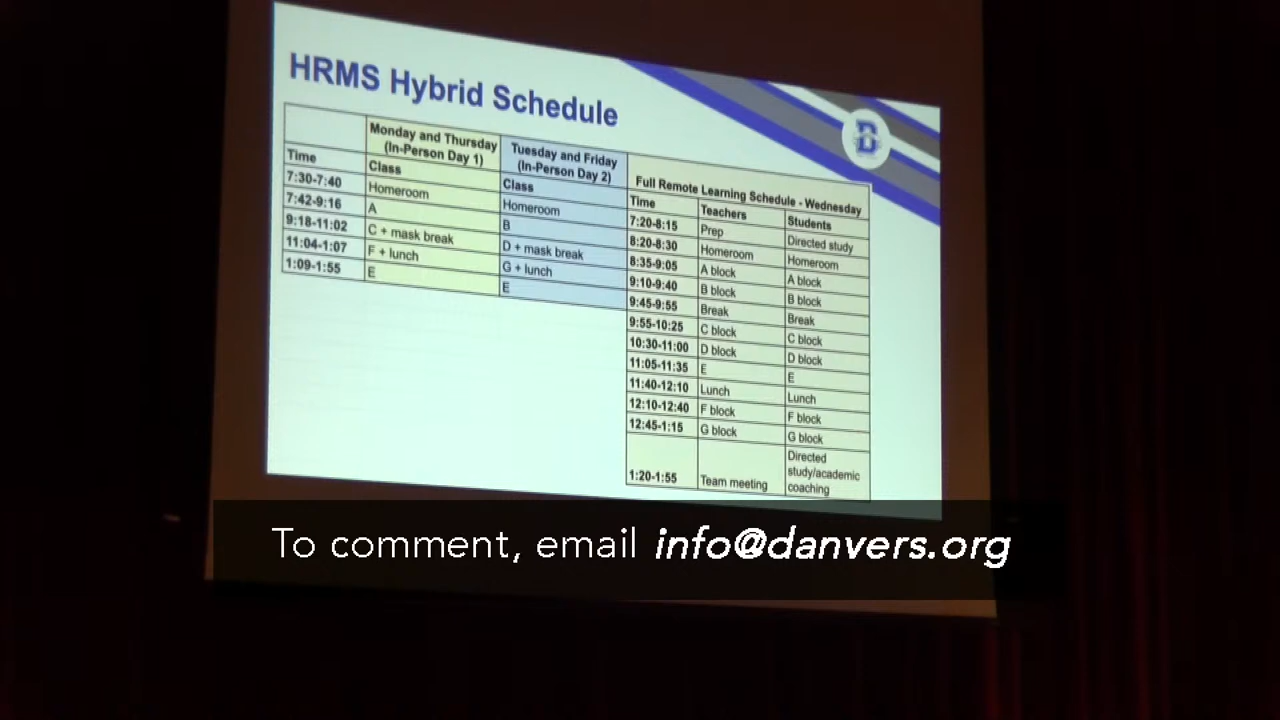 HRMS Hybrid Schedule
D
Monday and Thursday (In-Person Day 1) Tuesday and Friday (In-Person Day 2)
Time Class Class
7:30-7:40 Homeroom Homeroom
7:42-9:16 A B
9:18-11:02 C + mask break D + mask break
11:04-1:07 F + lunch G + lunch
1:09-1:55 E E
Full Remote Learning Schedule - Wednesday
Time Teachers Students
7:20-8:15 Prep Directed study
8:20-8:30 Homeroom Homeroom
8:35-9:05 A block A block
9:10-9:40 B block B block
9:45-9:55 Break Break
9:55-10:25 C block C block
10:30-11:00 D block D block
11:05-11:35 E E
11:40-12:10 Lunch Lunch
12:10-12:40 F block F block
12:45-1:15 G block G block
1:20-1:55 Team meeting Directed study/academic coaching
To comment, email info@danvers.org